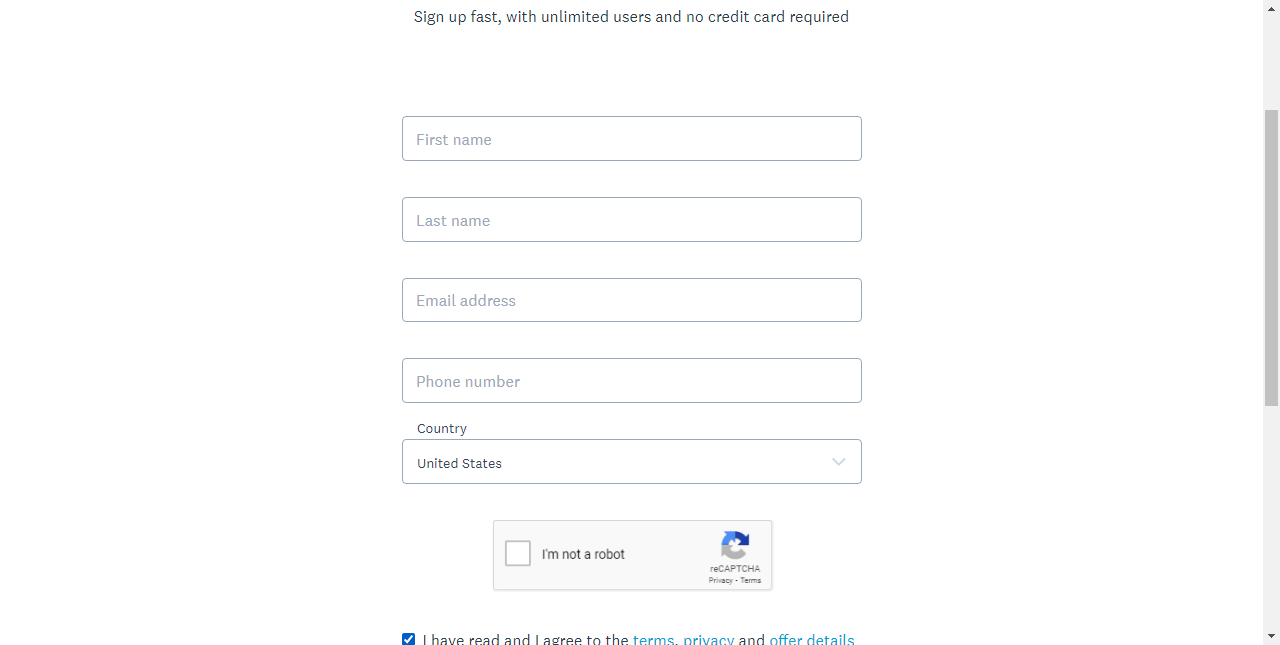 Sign up fast, with unlimited users and no credit card required
First name
Last name
Email address
Phone number
Country
United States
I'm not a robot
reCAPTCHA
Privacy - Terms
I have read and I agree to the terms, privacy and offer details